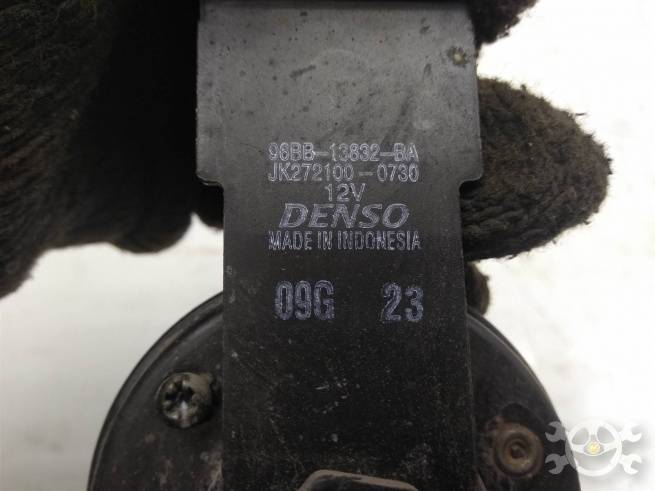 98BB-13832-BA
JK272100-0730
12V
DENSO
MADE IN INDONESIA
09G 23